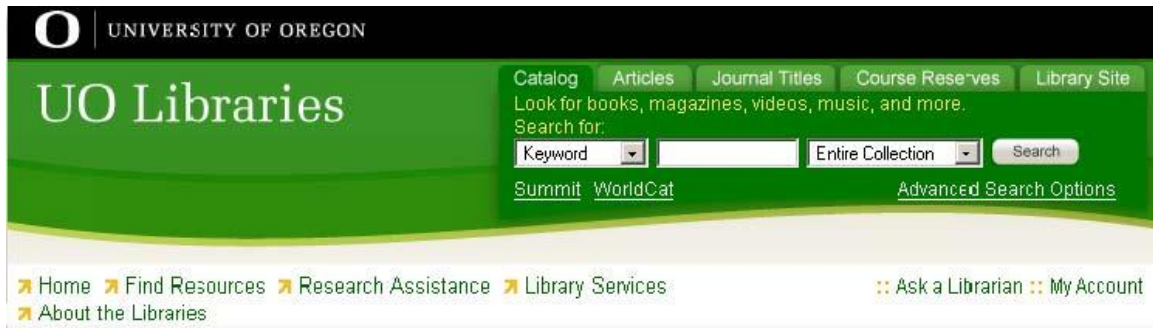 O UNIVERSITY OF OREGON
UO Libraries
Catalog Articles Journal Titles Course Reserves Library Site
Look for books, magazines, videos, music, and more.
Search for:
Keyword Entire Collection Search
Summit WorldCat Advanced Search Options
Home Find Resources Research Assistance Library Services :: Ask a Librarian :: My Account
About the Libraries